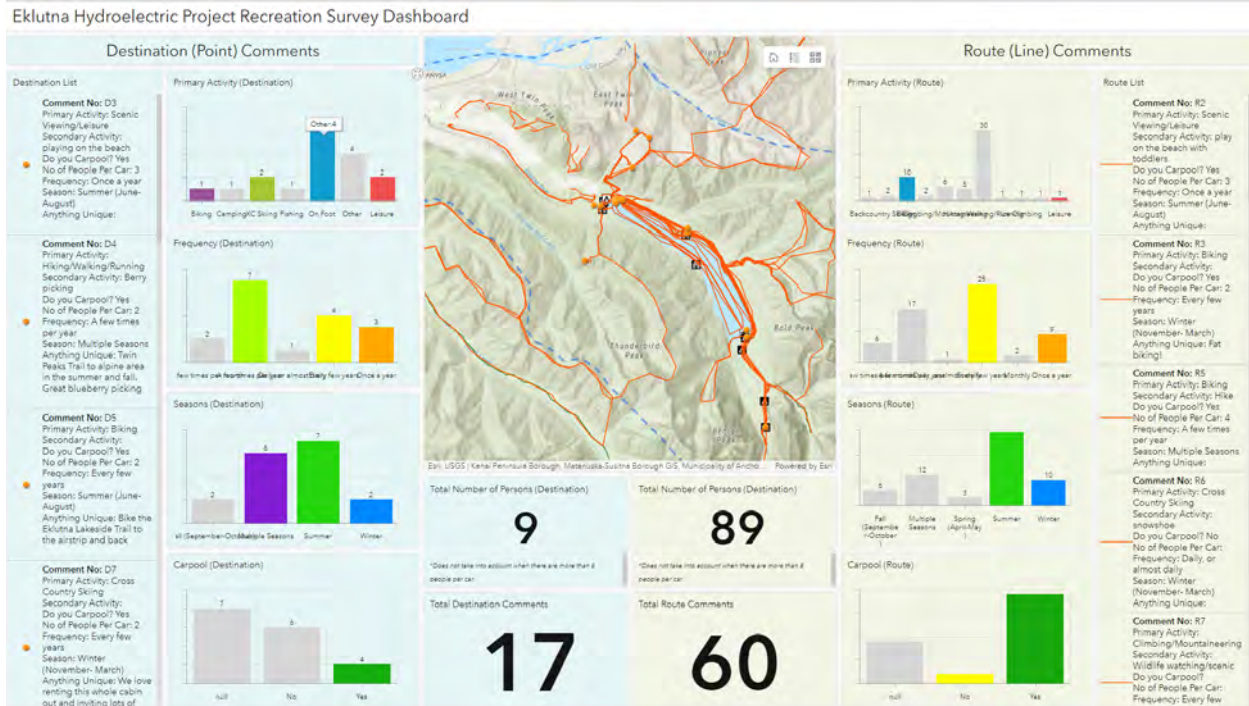 Eklutna Hydroelectric Project Recreation Survey Dashboard
Destination (Point) Comments
Destination List
Comment No: D3
Primary Activity: Scenic
Viewing/Leisure
Secondary Activity:
playing on the beach
Do you Carpool? Yes
No of People Per Car: 3
Frequency: Once a year
Season: Summer (June-
August)
Anything Unique:
Comment No: D4
Primary Activity:
Hiking/Walking/Running
Secondary Activity: Berry
picking
Do you Carpool? Yes
No of People Per Car: 2
Frequency: A few times
per year
Season: Multiple Seasons
Anything Unique: Twin
Peaks Trail to alpine area
in the summer and fall.
Great blueberry picking
Comment No: D5
Primary Activity: Biking
Secondary Activity:
Do you Carpool? Yes
No of People Per Car: 2
Frequency: Every few
years
Season: Summer (June-
August)
Anything Unique: Bike the
Eklutna Lakeside Trail to
the airstrip and back
Comment No: D7
Primary Activity: Cross
Country Skiing
Secondary Activity:
Do you Carpool? Yes
No of People Per Car: 2
Frequency: Every few
years
Season: Winter
(November- March)
Anything Unique: We love
renting this whole cabin
out and inviting lots of
Primary Activity (Destination)
Other: 4
1 1 2 1 4 2
Biking Camping XC Skiing Fishing On Foot Other Leisure
Frequency (Destination)
2 7 1 4 3
few times per Every few years Once a year
Seasons (Destination)
2 6 7 2
Multiple Seasons Summer Winter
Carpool (Destination)
7 6 4
null No Yes
West Twin Peak
East Twin Peak
Pioneer
Thunderbird Peak
Bold Peak
Esri, USGS | Kenai Peninsula Borough, Matanuska-Susitna Borough GIS, Municipality of Ancho... Powered by Esri
Total Number of Persons (Destination)
9
*Does not take into account when there are more than 6
people per car
Total Number of Persons (Destination)
89
*Does not take into account when there are more than 6
people per car
Total Destination Comments
17
Total Route Comments
60
Route (Line) Comments
Primary Activity (Route)
1 2 10 2 6 5 30 1 1 1 1
Backcountry Leisure
Frequency (Route)
6 17 1 25 2 9
Monthly Once a year
Seasons (Route)
6 12 3 10
Fall
(Septembe
r-October
)
Multiple
Seasons
Spring
(April-May
)
Summer
Winter
Carpool (Route)
null No Yes
Route List
Comment No: R2
Primary Activity: Scenic
Viewing/Leisure
Secondary Activity: play
on the beach with
toddlers
Do you Carpool? Yes
No of People Per Car: 3
Frequency: Once a year
Season: Summer (June-
August)
Anything Unique:
Comment No: R3
Primary Activity: Biking
Secondary Activity:
Do you Carpool? Yes
No of People Per Car: 2
Frequency: Every few
years
Season: Winter
(November- March)
Anything Unique: Fat
biking!
Comment No: R5
Primary Activity: Biking
Secondary Activity: Hike
Do you Carpool? Yes
No of People Per Car: 4
Frequency: A few times
per year
Season: Multiple Seasons
Anything Unique:
Comment No: R6
Primary Activity: Cross
Country Skiing
Secondary Activity:
snowshoe
Do you Carpool? No
No of People Per Car:
Frequency: Daily, or
almost daily
Season: Winter
(November- March)
Anything Unique:
Comment No: R7
Primary Activity:
Climbing/Mountaineering
Secondary Activity:
Wildlife watching/scenic
Do you Carpool?
No of People Per Car:
Frequency: Every few